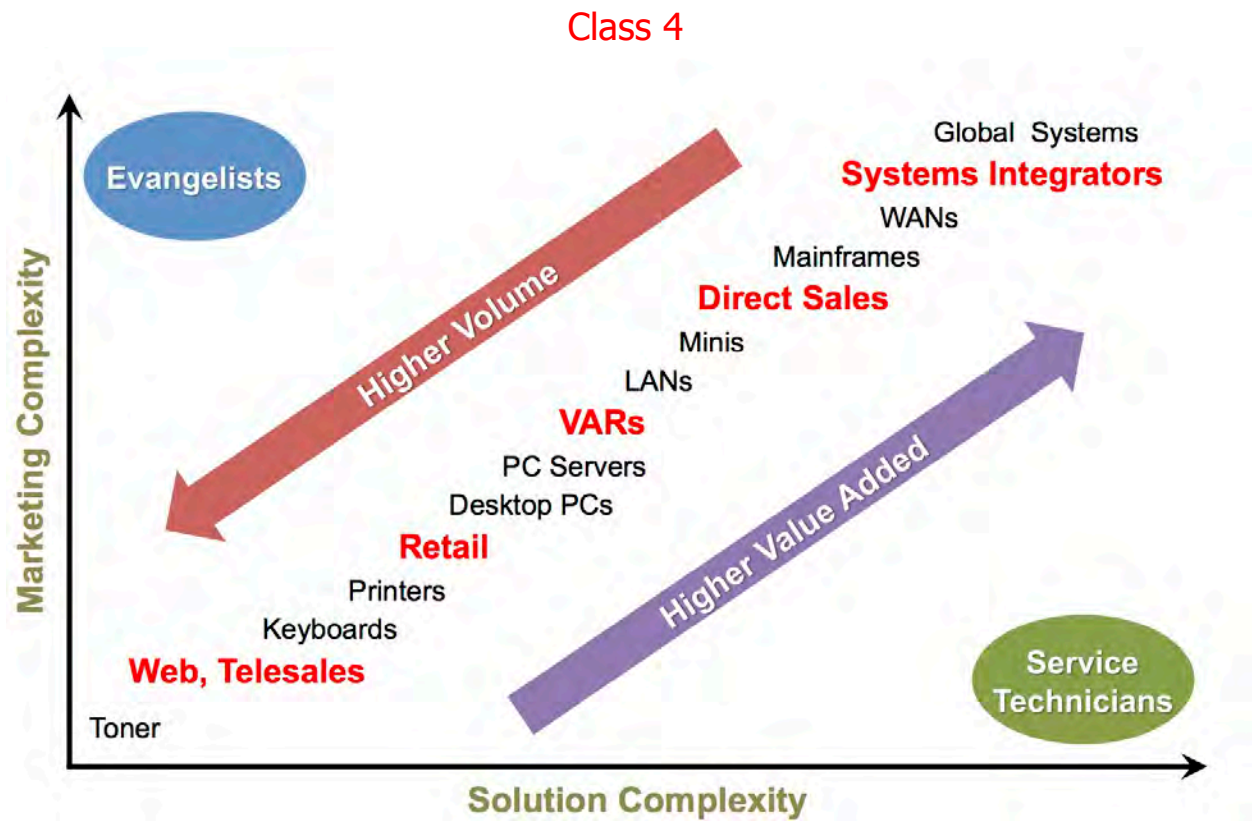 Class 4
Global Systems
Evangelists
Systems Integrators
WANs
Mainframes
Direct Sales
Higher Volume
Minis
LANs
VARs
PC Servers
Desktop PCs
Retail
Higher Value Added
Printers
Keyboards
Web, Telesales
Service
Technicians
Toner
Marketing Complexity
Solution Complexity